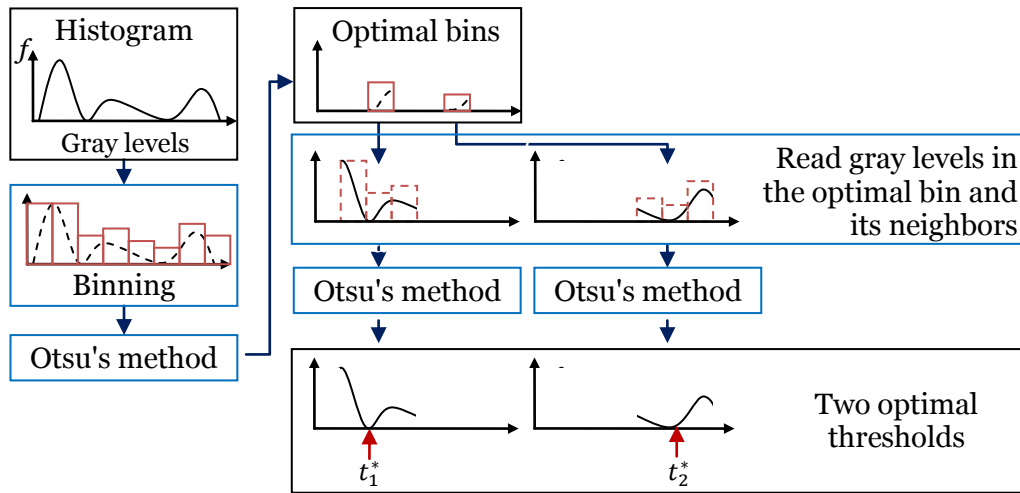 Histogram
f
Gray levels
Binning
Otsu's method
Optimal bins
Read gray levels in
the optimal bin and
its neighbors
Otsu's method
Otsu's method
Two optimal
thresholds
t₁*
t₂*